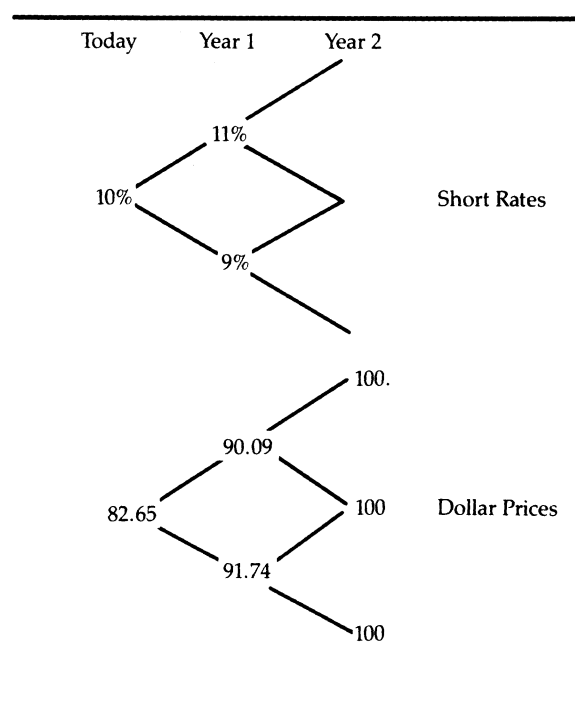 Today Year 1 Year 2
11%
10% Short Rates
9%
100.
90.09
82.65 100 Dollar Prices
91.74
100